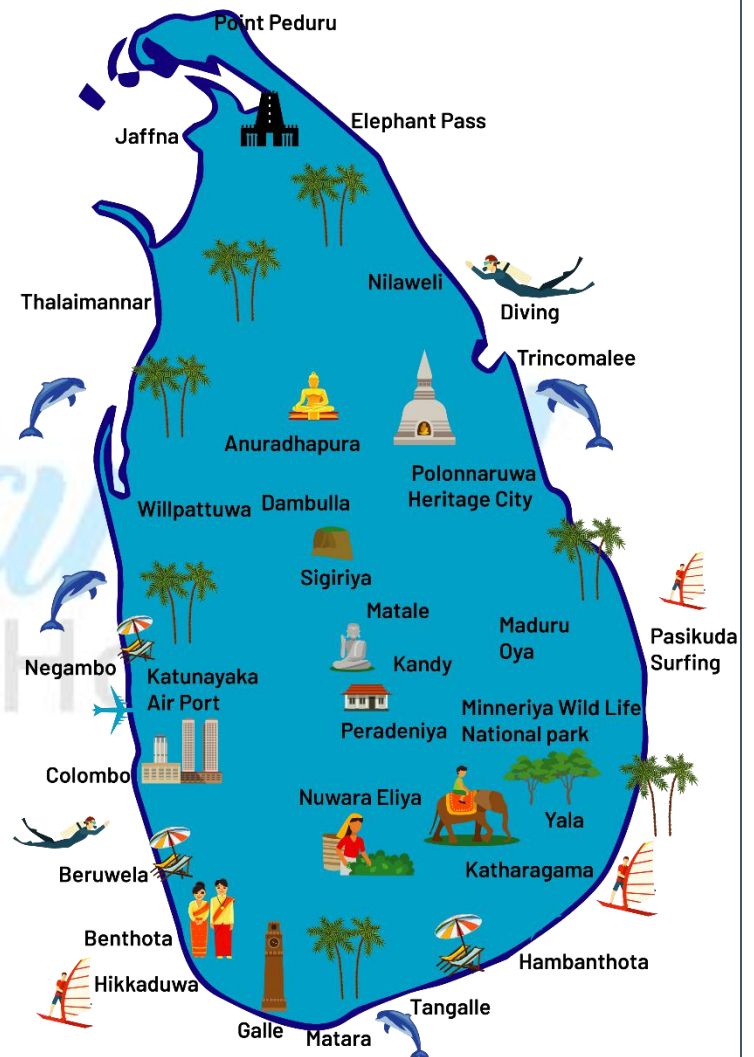 Point Peduru
Elephant Pass
Jaffna
Nilaweli
Thalaimannar
Diving
Trincomalee
Anuradhapura
Polonnaruwa
Heritage City
Willpattuwa
Dambulla
Sigiriya
Matale
Maduru
Oya
Pasikuda
Surfing
Negambo
Kandy
Katunayaka
Air Port
Minneriya Wild Life
National park
Peradeniya
Colombo
Nuwara Eliya
Yala
Beruwela
Katharagama
Benthota
Hambanthota
Hikkaduwa
Tangalle
Galle
Matara